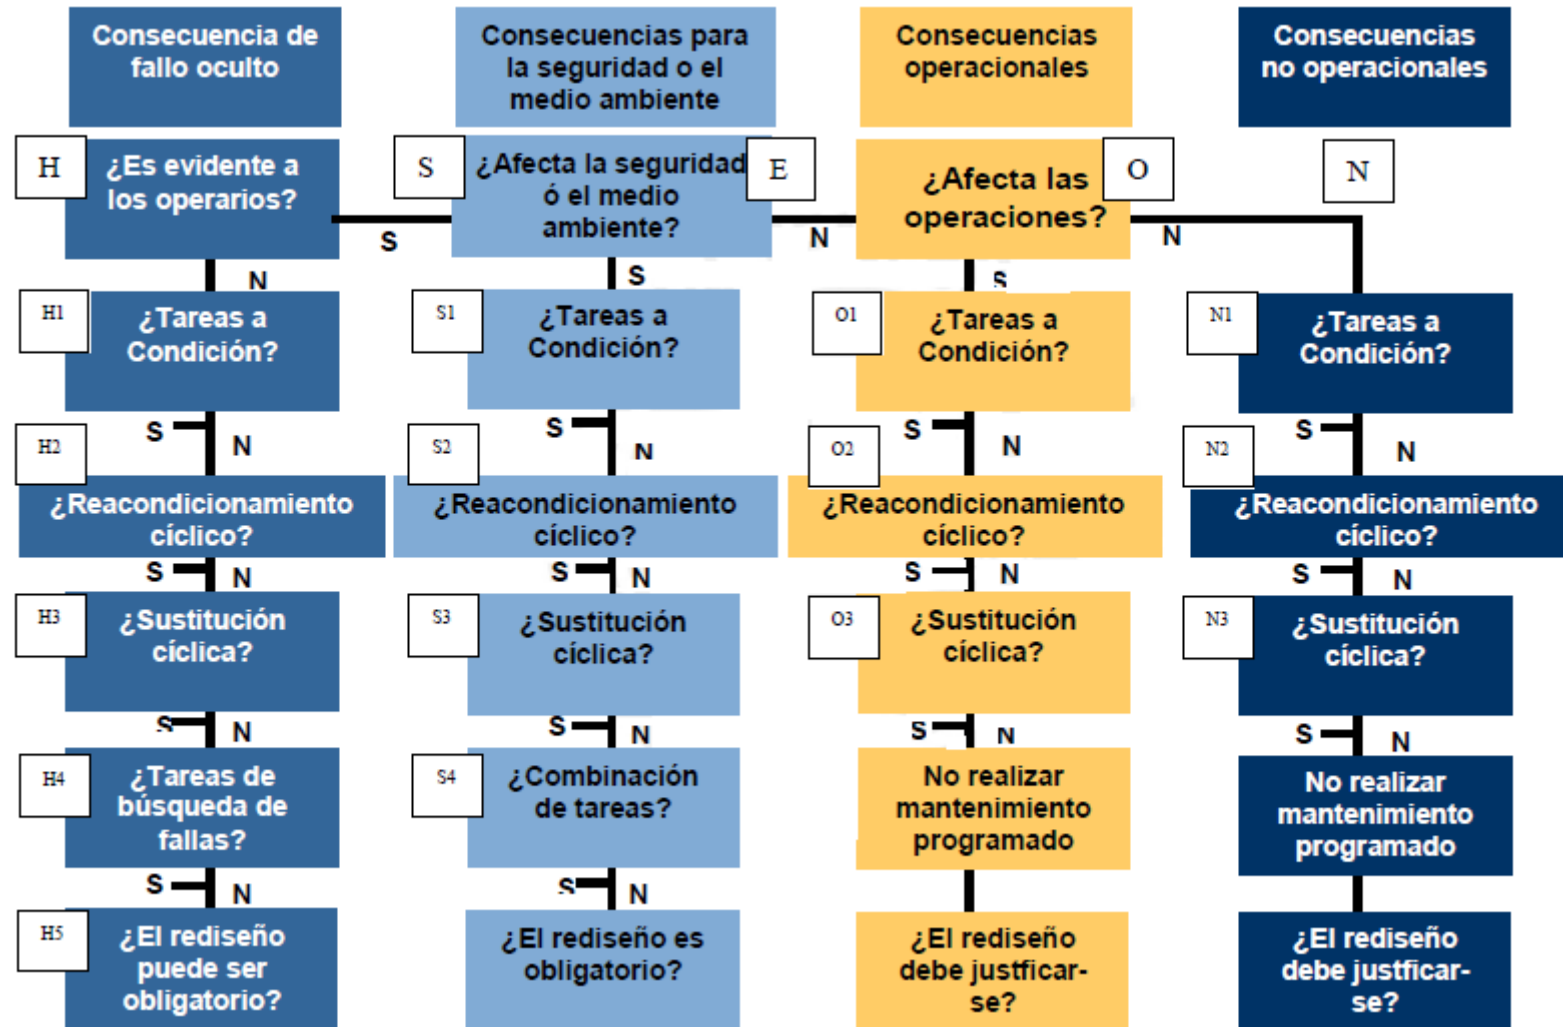 Consecuencia de
fallo oculto
Consecuencias para
la seguridad o el
medio ambiente
Consecuencias
operacionales
Consecuencias
no operacionales
H
¿Es evidente a
los operarios?
S
¿Afecta la seguridad
ó el medio
ambiente?
E
¿Afecta las
operaciones?
O
N
S
N
N
N
S
S
H1
¿Tareas a
Condición?
S1
¿Tareas a
Condición?
O1
¿Tareas a
Condición?
N1
¿Tareas a
Condición?
S
N
S
N
S
N
S
N
H2
¿Reacondicionamiento
cíclico?
S2
¿Reacondicionamiento
cíclico?
O2
¿Reacondicionamiento
cíclico?
N2
¿Reacondicionamiento
cíclico?
S
N
S
N
S
N
S
N
H3
¿Sustitución
cíclica?
S3
¿Sustitución
cíclica?
O3
¿Sustitución
cíclica?
N3
¿Sustitución
cíclica?
S
N
S
N
S
N
S
N
H4
¿Tareas de
búsqueda de
fallas?
S4
¿Combinación
de tareas?
No realizar
mantenimiento
programado
No realizar
mantenimiento
programado
S
N
S
N
H5
¿El rediseño
puede ser
obligatorio?
¿El rediseño es
obligatorio?
¿El rediseño
debe justficar-
se?
¿El rediseño
debe justficar-
se?